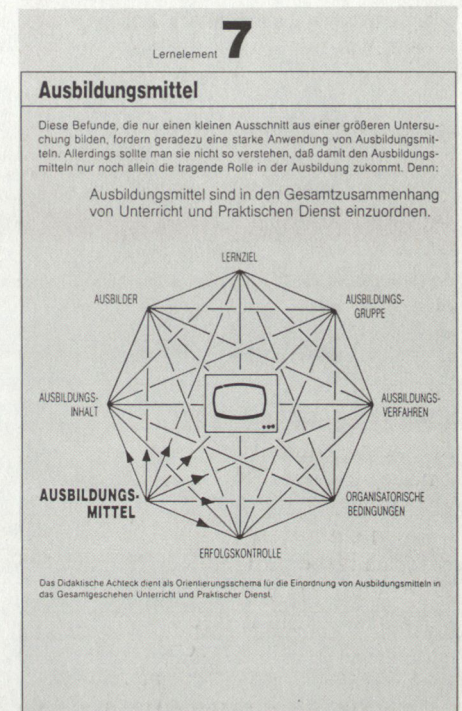 Lernelement 7
Ausbildungsmittel
Diese Befunde, die nur einen kleinen Ausschnitt aus einer größeren Untersu-
chung bilden, fordern geradezu eine starke Anwendung von Ausbildungsmit-
teln. Allerdings sollte man sie nicht so verstehen, daß damit den Ausbildungs-
mitteln nur noch allein die tragende Rolle in der Ausbildung zukommt. Denn:
Ausbildungsmittel sind in den Gesamtzusammenhang
von Unterricht und Praktischen Dienst einzuordnen.
LERNZIEL
AUSBILDER
AUSBILDUNGS-
GRUPPE
AUSBILDUNGS-
INHALT
AUSBILDUNGS-
VERFAHREN
AUSBILDUNGS-
MITTEL
ORGANISATORISCHE
BEDINGUNGEN
ERFOLGSKONTROLLE
Das Didaktische Achteck dient als Orientierungsschema für die Einordnung von Ausbildungsmitteln in
das Gesamtgeschehen Unterricht und Praktischer Dienst.